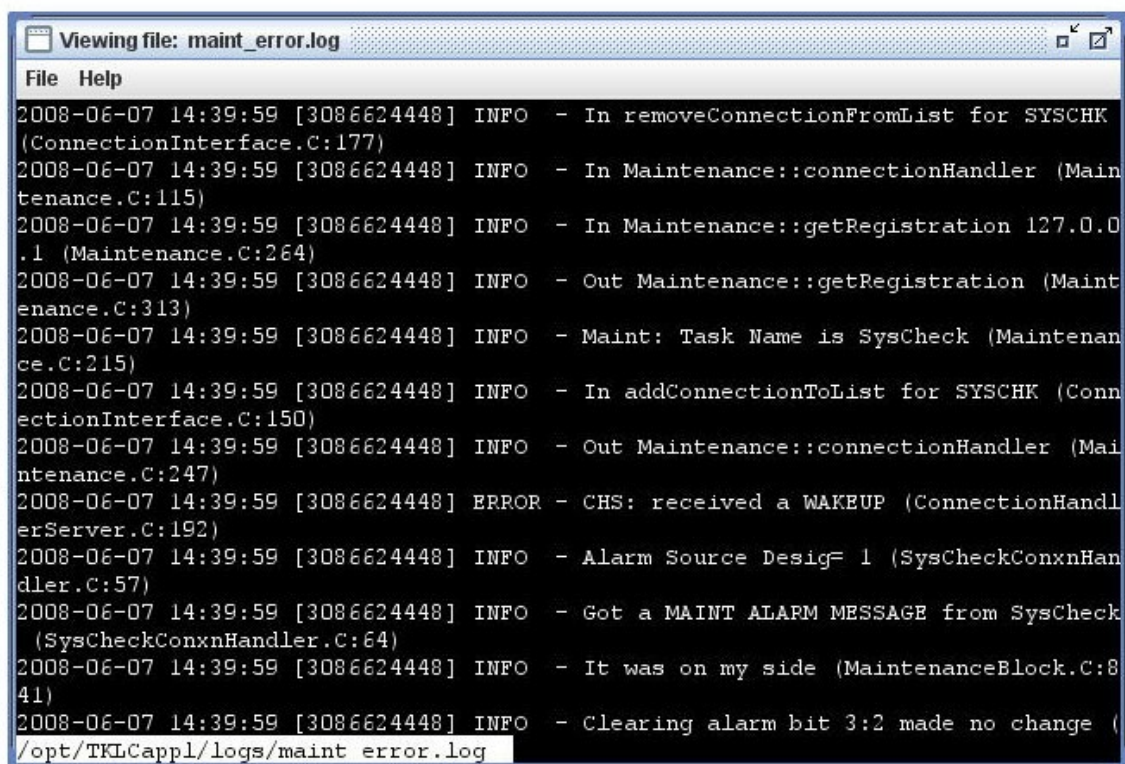 Viewing file: maint_error.log
File Help
2008-06-07 14:39:59 [3086624448] INFO  - In removeConnectionFromList for SYSCHK
(ConnectionInterface.C:177)
2008-06-07 14:39:59 [3086624448] INFO  - In Maintenance::connectionHandler (Main
tenance.C:115)
2008-06-07 14:39:59 [3086624448] INFO  - In Maintenance::getRegistration 127.0.0
.1 (Maintenance.C:264)
2008-06-07 14:39:59 [3086624448] INFO  - Out Maintenance::getRegistration (Maint
enance.C:313)
2008-06-07 14:39:59 [3086624448] INFO  - Maint: Task Name is SysCheck (Maintenan
ce.C:215)
2008-06-07 14:39:59 [3086624448] INFO  - In addConnectionToList for SYSCHK (Conn
ectionInterface.C:150)
2008-06-07 14:39:59 [3086624448] INFO  - Out Maintenance::connectionHandler (Mai
ntenance.C:247)
2008-06-07 14:39:59 [3086624448] ERROR - CHS: received a WAKEUP (ConnectionHandl
erServer.C:192)
2008-06-07 14:39:59 [3086624448] INFO  - Alarm Source Desig= 1 (SysCheckConxnHan
dler.C:57)
2008-06-07 14:39:59 [3086624448] INFO  - Got a MAINT ALARM MESSAGE from SysCheck
 (SysCheckConxnHandler.C:64)
2008-06-07 14:39:59 [3086624448] INFO  - It was on my side (MaintenanceBlock.C:8
41)
2008-06-07 14:39:59 [3086624448] INFO  - Clearing alarm bit 3:2 made no change (
/opt/TKLCappl/logs/maint_error.log